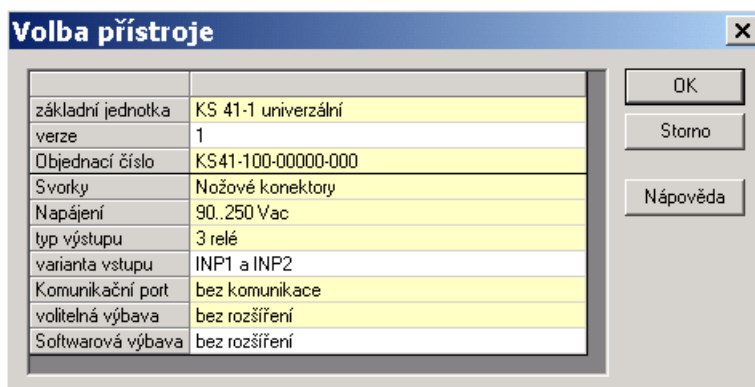 Volba přístroje
základní jednotka KS 41-1 univerzální
verze 1
Objednací číslo KS41-100-00000-000
Svorky Nožové konektory
Napájení 90..250 Vac
typ výstupu 3 relé
varianta vstupu INP1 a INP2
Komunikační port bez komunikace
volitelná výbava bez rozšíření
Softwarová výbava bez rozšíření
OK
Storno
Nápověda